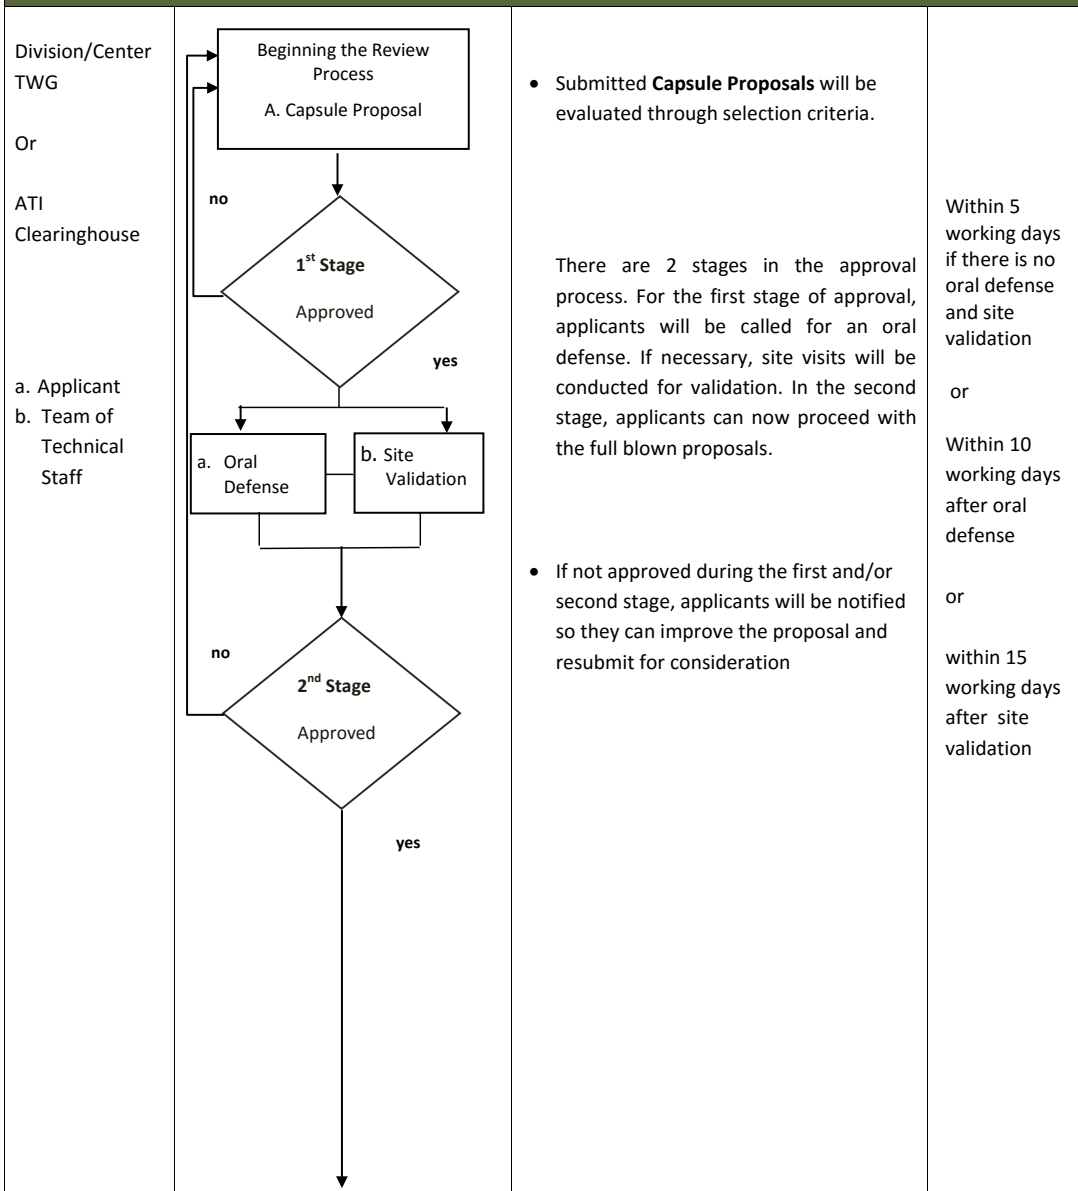 Division/Center
TWG
Or
ATI
Clearinghouse
a. Applicant
b. Team of
Technical
Staff
Beginning the Review
Process
A. Capsule Proposal
no
1st Stage
Approved
yes
a. Oral
Defense
b. Site
Validation
no
2nd Stage
Approved
yes
• Submitted Capsule Proposals will be
evaluated through selection criteria.
There are 2 stages in the approval
process. For the first stage of approval,
applicants will be called for an oral
defense. If necessary, site visits will be
conducted for validation. In the second
stage, applicants can now proceed with
the full blown proposals.
• If not approved during the first and/or
second stage, applicants will be notified
so they can improve the proposal and
resubmit for consideration
Within 5
working days
if there is no
oral defense
and site
validation
or
Within 10
working days
after oral
defense
or
within 15
working days
after site
validation